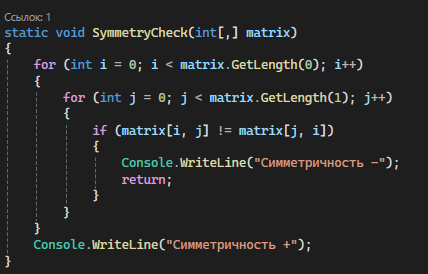 Ссылок: 1
static void SymmetryCheck(int[,] matrix)
{
    for (int i = 0; i < matrix.GetLength(0); i++)
    {
        for (int j = 0; j < matrix.GetLength(1); j++)
        {
            if (matrix[i, j] != matrix[j, i])
            {
                Console.WriteLine("Симметричность -");
                return;
            }
        }
    }
    Console.WriteLine("Симметричность +");
}